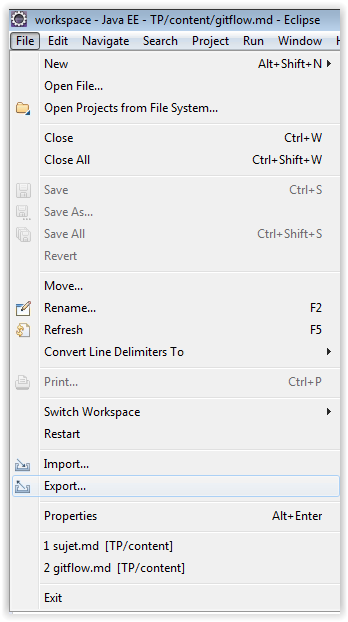 workspace - Java EE - TP/content/gitflow.md - Eclipse
File Edit Navigate Search Project Run Window H
New Alt+Shift+N
Open File...
Open Projects from File System...
Close Ctrl+W
Close All Ctrl+Shift+W
Save Ctrl+S
Save As...
Save All Ctrl+Shift+S
Revert
Move...
Rename... F2
Refresh F5
Convert Line Delimiters To
Print... Ctrl+P
Switch Workspace
Restart
Import...
Export...
Properties Alt+Enter
1 sujet.md [TP/content]
2 gitflow.md [TP/content]
Exit